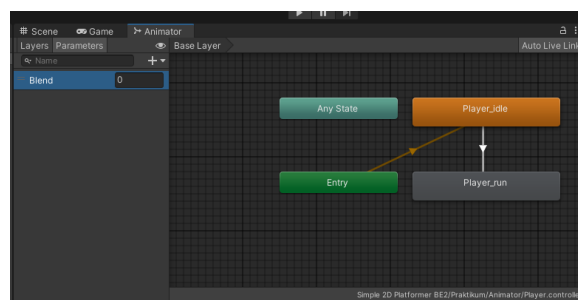 Scene Game Animator
Layers Parameters Base Layer Auto Live Link
Name
Blend 0
Any State Player_idle
Entry Player_run
Simple 2D Platformer BE2/Praktikum/Animator/Player.controlle